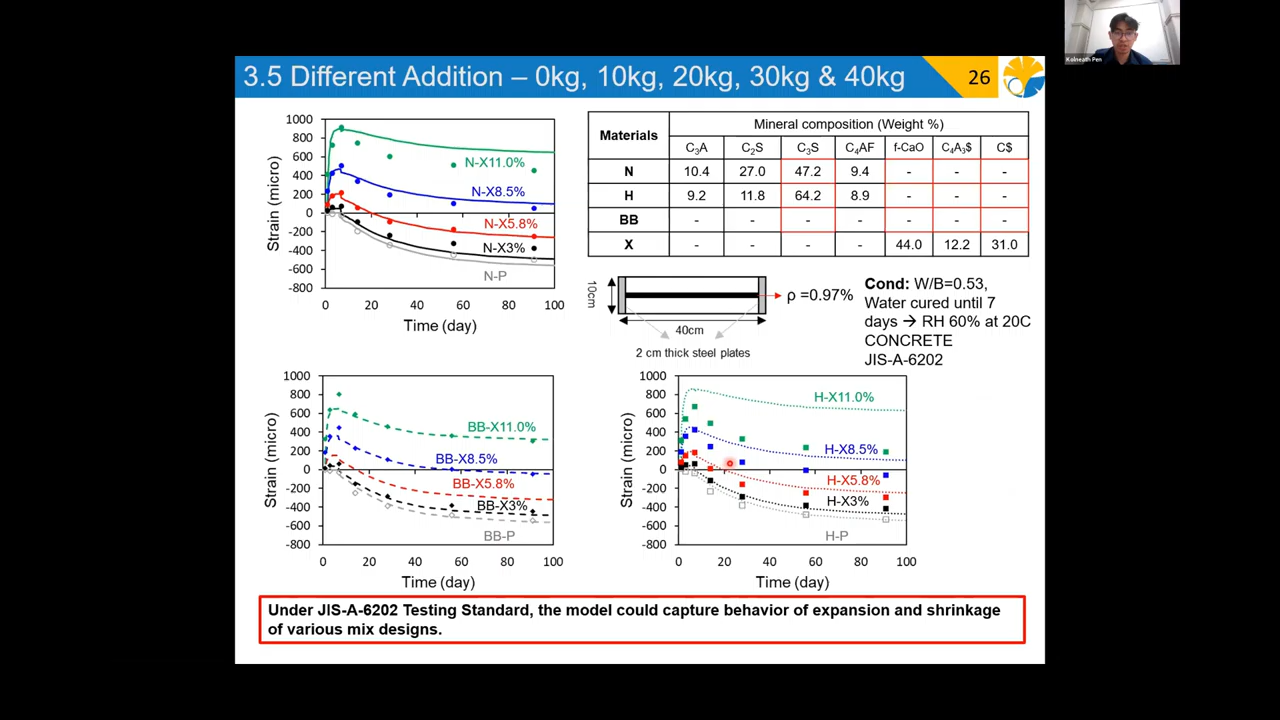 3.5 Different Addition – 0kg, 10kg, 20kg, 30kg & 40kg
26
Kolneath Pen
1000
800
600
400
200
0
-200
-400
-600
-800
Strain (micro)
N-X11.0%
N-X8.5%
N-X5.8%
N-X3%
N-P
0 20 40 60 80 100
Time (day)
Materials
Mineral composition (Weight %)
C3A C2S C3S C4AF f-CaO C4A3$ C$
N 10.4 27.0 47.2 9.4 - - -
H 9.2 11.8 64.2 8.9 - - -
BB - - - - - - -
X - - - - 44.0 12.2 31.0
10cm
ρ =0.97%
40cm
2 cm thick steel plates
Cond: W/B=0.53,
Water cured until 7
days → RH 60% at 20C
CONCRETE
JIS-A-6202
1000
800
600
400
200
0
-200
-400
-600
-800
Strain (micro)
BB-X11.0%
BB-X8.5%
BB-X5.8%
BB-X3%
BB-P
0 20 40 60 80 100
Time (day)
1000
800
600
400
200
0
-200
-400
-600
-800
Strain (micro)
H-X11.0%
H-X8.5%
H-X5.8%
H-X3%
H-P
0 20 40 60 80 100
Time (day)
Under JIS-A-6202 Testing Standard, the model could capture behavior of expansion and shrinkage
of various mix designs.